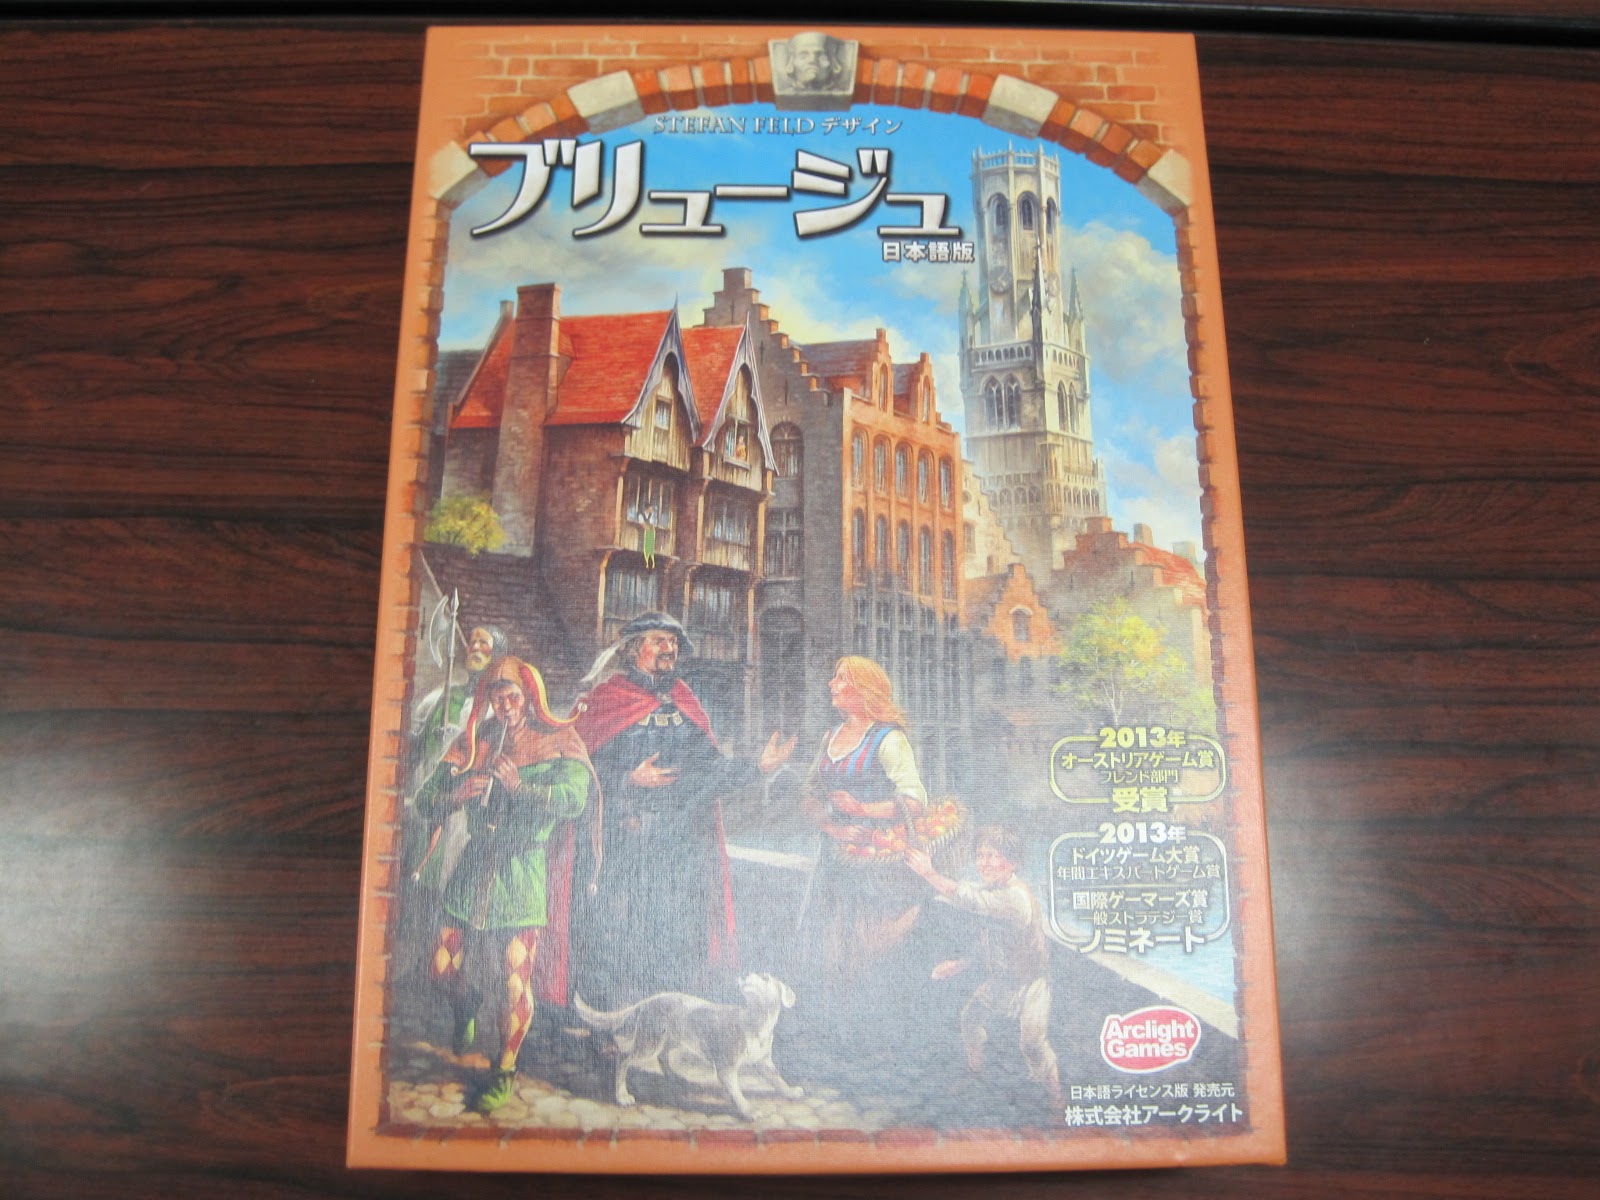 STEFAN FELD デザイン
ブリュージュ
日本語版
2013年
オーストリアゲーム賞
フレンド部門
受賞
2013年
ドイツゲーム大賞
年間エキスパートゲーム賞
国際ゲーマーズ賞
一般ストラテジー賞
ノミネート
Arclight
Games
日本語ライセンス版 発売元
株式会社アークライト